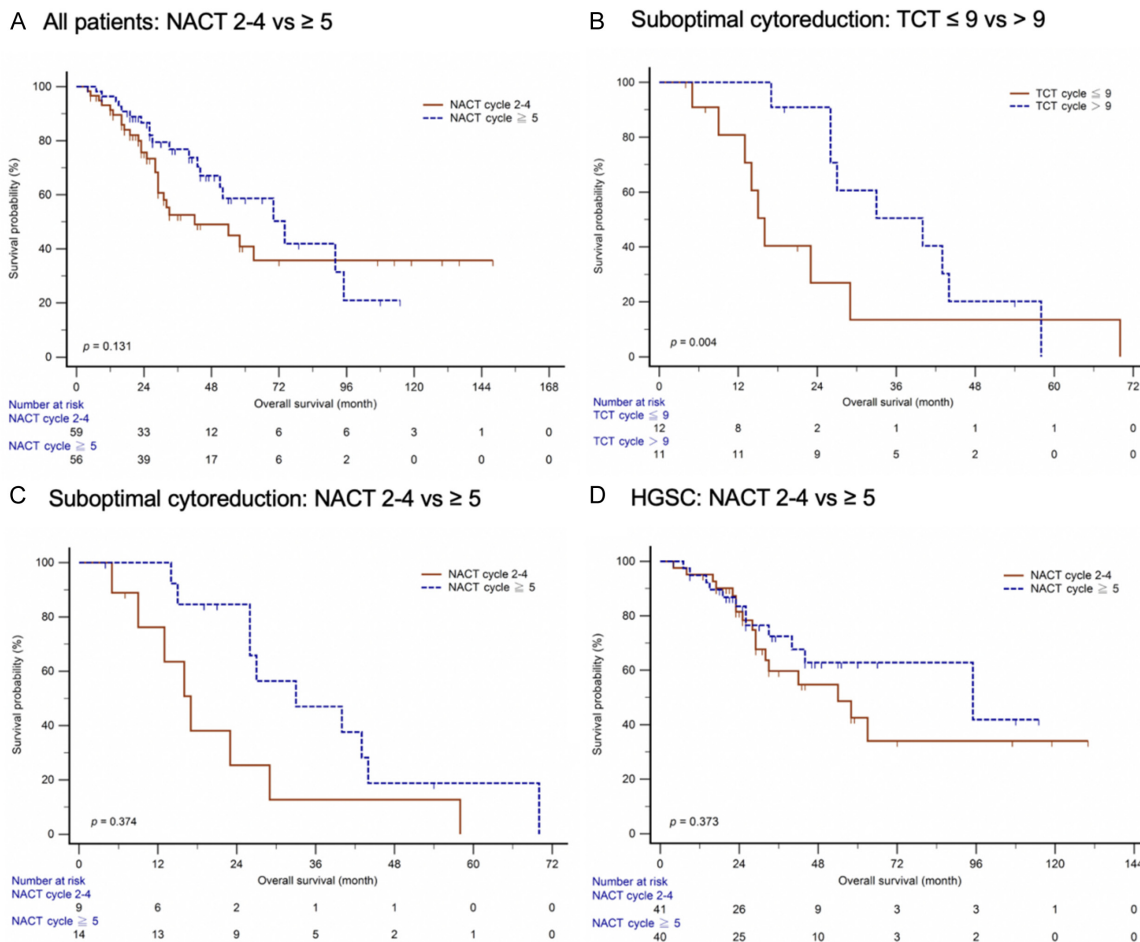 A All patients: NACT 2-4 vs ≥ 5
100
80
60
40
20
0
Survival probability (%)
NACT cycle 2-4
NACT cycle ≧ 5
p = 0.131
0 24 48 72 96 120 144 168
Overall survival (month)
Number at risk
NACT cycle 2-4
59 33 12 6 6 3 1 0
NACT cycle ≧ 5
56 39 17 6 2 0 0 0
B Suboptimal cytoreduction: TCT ≤ 9 vs > 9
100
80
60
40
20
0
Survival probability (%)
TCT cycle ≦ 9
TCT cycle > 9
p = 0.004
0 12 24 36 48 60 72
Overall survival (month)
Number at risk
TCT cycle ≦ 9
12 8 2 1 1 1 0
TCT cycle > 9
11 11 9 5 2 0 0
C Suboptimal cytoreduction: NACT 2-4 vs ≥ 5
100
80
60
40
20
0
Survival probability (%)
NACT cycle 2-4
NACT cycle ≧ 5
p = 0.374
0 12 24 36 48 60 72
Overall survival (month)
Number at risk
NACT cycle 2-4
9 6 2 1 1 0 0
NACT cycle ≧ 5
14 13 9 5 2 1 0
D HGSC: NACT 2-4 vs ≥ 5
100
80
60
40
20
0
Survival probability (%)
NACT cycle 2-4
NACT cycle ≧ 5
p = 0.373
0 24 48 72 96 120 144
Overall survival (month)
Number at risk
NACT cycle 2-4
41 26 9 3 3 1 0
NACT cycle ≧ 5
40 25 10 3 2 0 0